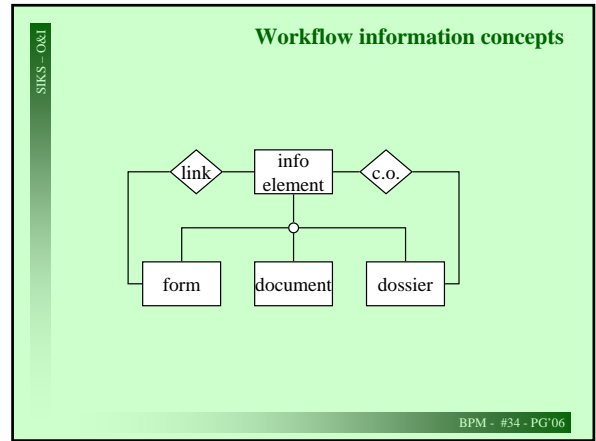 SIKS – O&I
Workflow information concepts
link
info
element
c.o.
form
document
dossier
BPM - #34 - PG'06